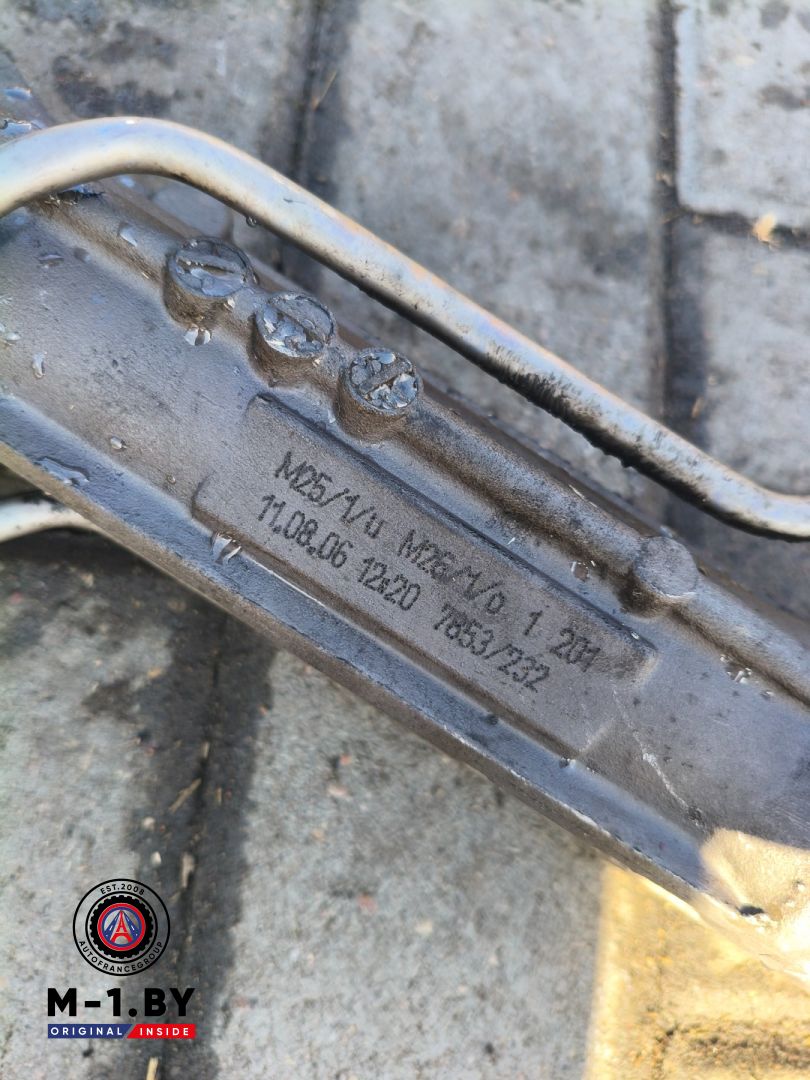 M25/1/u M26/1/o 1 201
11.08.06 12:20 7853/232
EST.2008
AUTOFRANCEGROUP
M-1.BY
ORIGINAL INSIDE